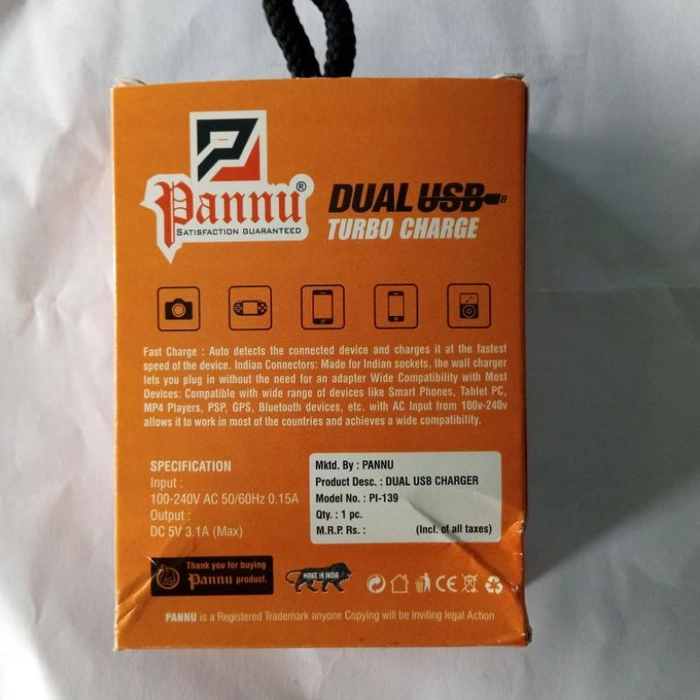 Pannu®
SATISFACTION GUARANTEED
DUAL USB
TURBO CHARGE
Fast Charge : Auto detects the connected device and charges it at the fastest
speed of the device. Indian Connectors: Made for Indian sockets, the wall charger
lets you plug in without the need for an adapter Wide Compatibility with Most
Devices: Compatible with wide range of devices like Smart Phones, Tablet PC,
MP4 Players, PSP, GPS, Bluetooth devices, etc. with AC Input from 100v-240v
allows it to work in most of the countries and achieves a wide compatibility.
SPECIFICATION
Input :
100-240V AC 50/60Hz 0.15A
Output :
DC 5V 3.1A (Max)
Mktd. By : PANNU
Product Desc. : DUAL USB CHARGER
Model No. : PI-139
Qty. : 1 pc.
M.R.P. Rs. : (Incl. of all taxes)
Thank you for buying
Pannu product.
MAKE IN INDIA
CE
PANNU is a Registered Trademark anyone Copying will be Inviting legal Action